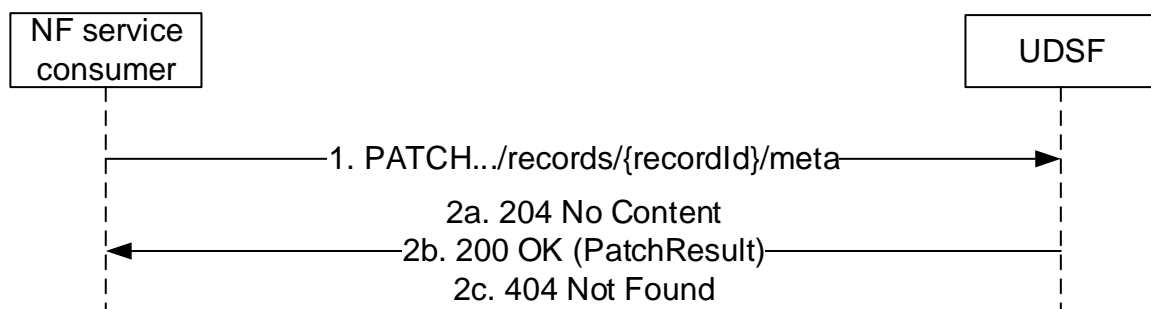 NF service
consumer
UDSF
1. PATCH.../records/{recordId}/meta
2a. 204 No Content
2b. 200 OK (PatchResult)
2c. 404 Not Found